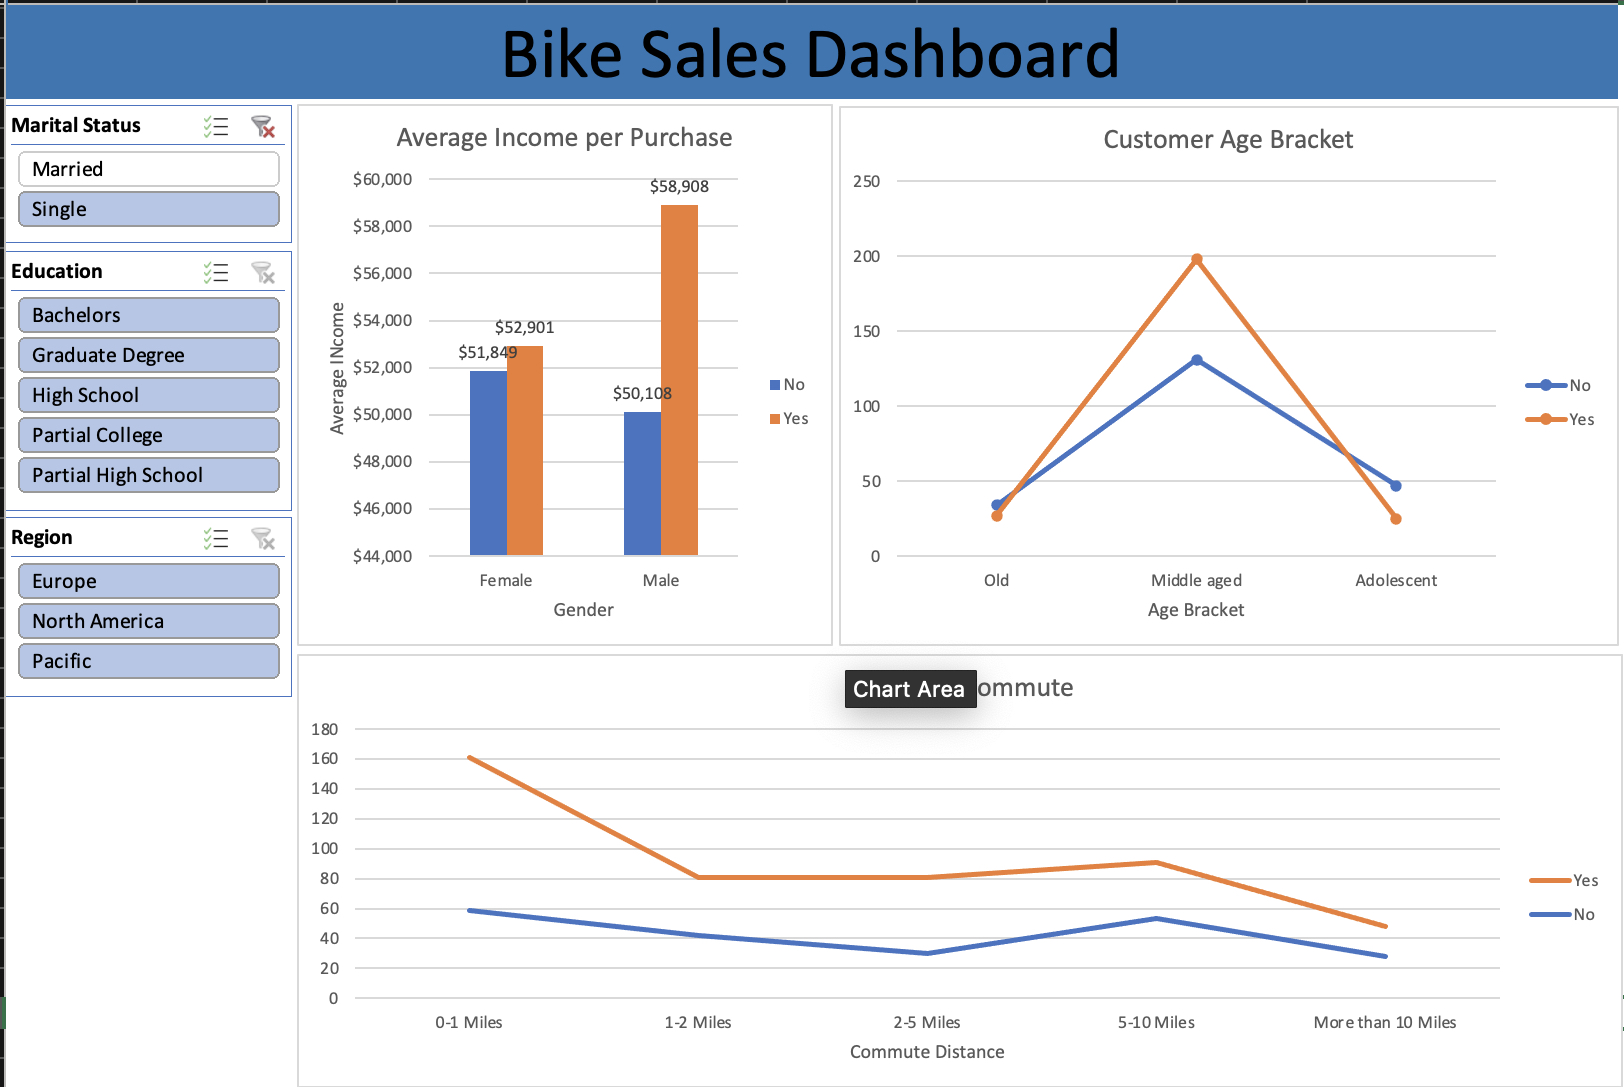 Bike Sales Dashboard
Marital Status
Married
Single
Education
Bachelors
Graduate Degree
High School
Partial College
Partial High School
Region
Europe
North America
Pacific
Average Income per Purchase
$60,000
$58,000
$56,000
$54,000
$52,000
$50,000
$48,000
$46,000
$44,000
Average INcome
$51,849
$52,901
$50,108
$58,908
Female
Male
Gender
No
Yes
Customer Age Bracket
250
200
150
100
50
0
Old
Middle aged
Adolescent
Age Bracket
No
Yes
Chart Area ommute
180
160
140
120
100
80
60
40
20
0
0-1 Miles
1-2 Miles
2-5 Miles
5-10 Miles
More than 10 Miles
Commute Distance
Yes
No